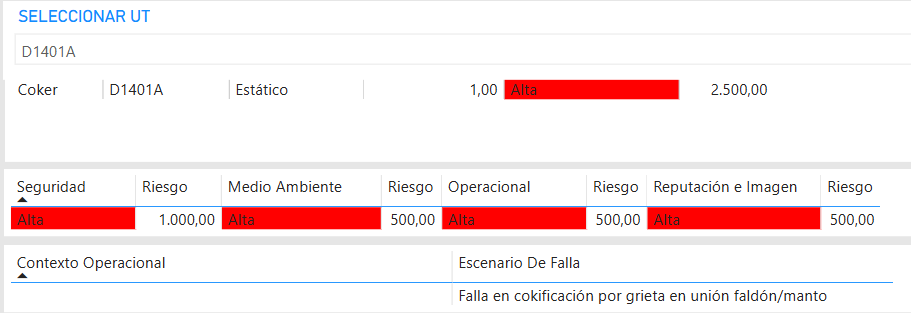 SELECCIONAR UT
D1401A
Coker D1401A Estático 1,00 Alta 2.500,00
Seguridad Riesgo Medio Ambiente Riesgo Operacional Riesgo Reputación e Imagen Riesgo
Alta 1.000,00 Alta 500,00 Alta 500,00 Alta 500,00
Contexto Operacional Escenario De Falla
Falla en cokificación por grieta en unión faldón/manto